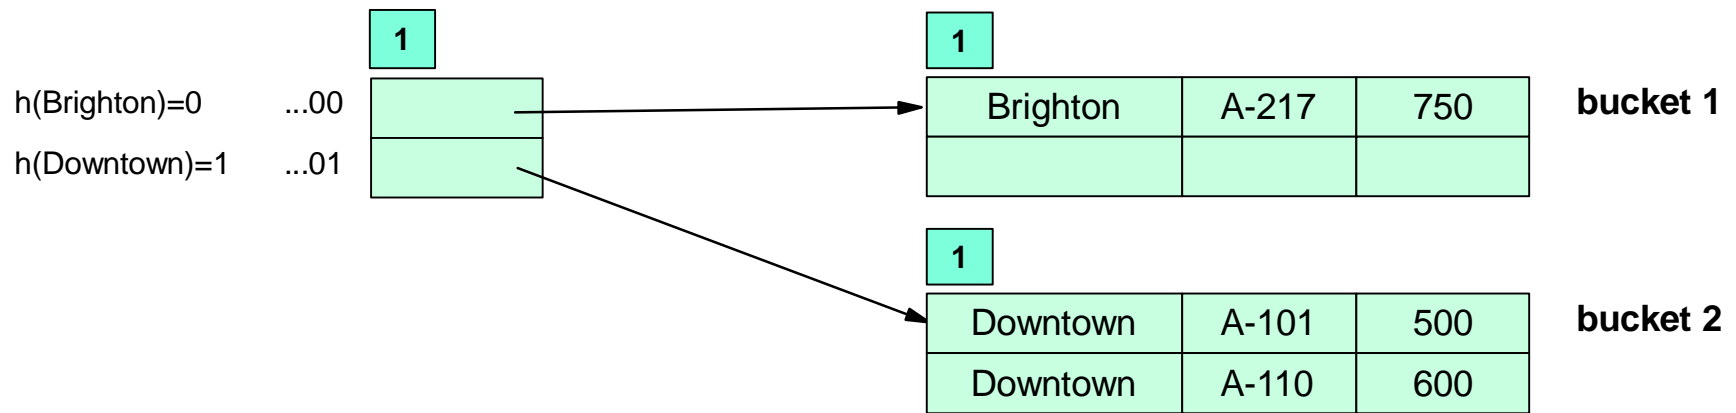 1 1
h(Brighton)=0 ...00 Brighton A-217 750 bucket 1
h(Downtown)=1 ...01
1
Downtown A-101 500 bucket 2
Downtown A-110 600